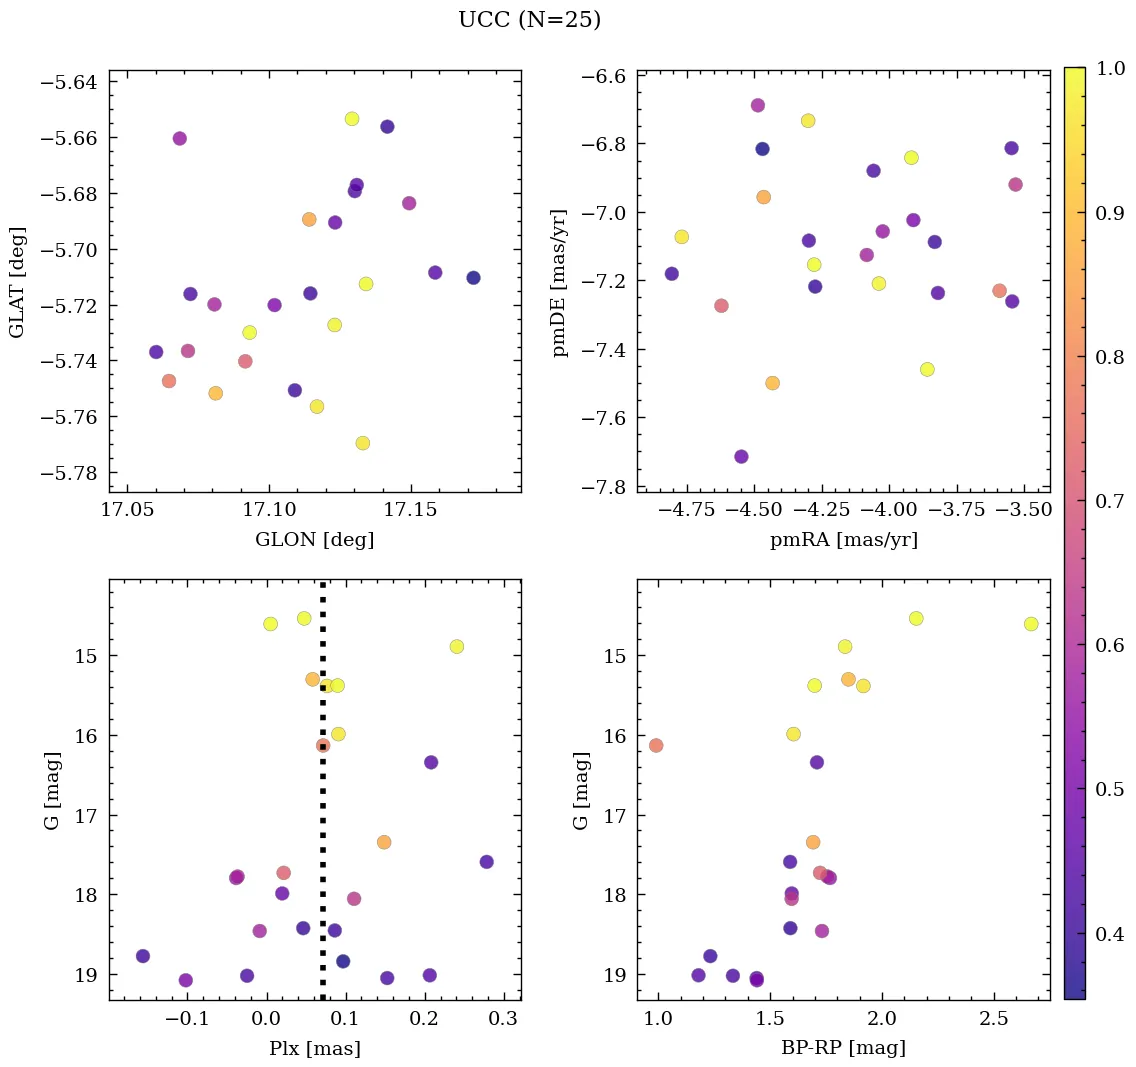 UCC (N=25)
−5.64
−5.66
−5.68
−5.70
−5.72
−5.74
−5.76
−5.78
GLAT [deg]
17.05 17.10 17.15
GLON [deg]
−6.6
−6.8
−7.0
−7.2
−7.4
−7.6
−7.8
pmDE [mas/yr]
−4.75 −4.50 −4.25 −4.00 −3.75 −3.50
pmRA [mas/yr]
15
16
17
18
19
G [mag]
−0.1 0.0 0.1 0.2 0.3
Plx [mas]
15
16
17
18
19
G [mag]
1.0 1.5 2.0 2.5
BP-RP [mag]
1.0
0.9
0.8
0.7
0.6
0.5
0.4